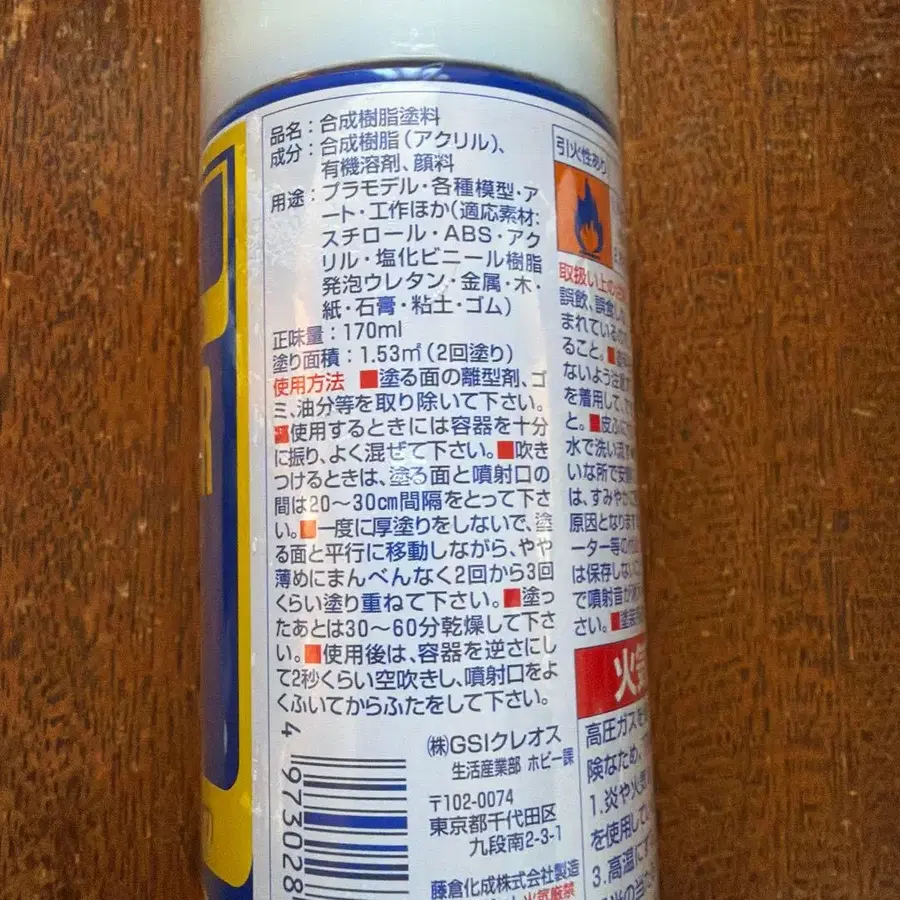 品名：合成樹脂塗料
成分：合成樹脂（アクリル）、
有機溶剤、顔料
用途：プラモデル・各種模型・ア
ート・工作ほか（適応素材：
スチロール・ABS・アク
リル・塩化ビニール樹脂
発泡ウレタン・金属・木・
紙・石膏・粘土・ゴム）
正味量：170ml
塗り面積：1.53㎡（2回塗り）
使用方法 ■塗る面の離型剤、ゴ
ミ、油分等を取り除いて下さい。
■使用するときには容器を十分
に振り、よく混ぜて下さい。■吹き
つけるときは、塗る面と噴射口の
間は20〜30cm間隔をとって下さ
い。■一度に厚塗りをしないで、塗
る面と平行に移動しながら、やや
薄めにまんべんなく2回から3回
くらい塗り重ねて下さい。■塗っ
たあとは30〜60分乾燥して下さ
い。■使用後は、容器を逆さにし
て2秒くらい空吹きし、噴射口をよ
くふいてからふたをして下さい。
4
973028
㈱GSIクレオス
生活産業部 ホビー課
〒102-0074
東京都千代田区
九段南2-3-1
藤倉化成株式会社製造
火気厳禁
引火性あり
取扱い上の
誤飲、誤食し
まれているの
ること。■
ないよう注意
を着用して、
と。■皮ふに
水で洗い流す
いな所で安静
は、すみやかに
原因となります
ーター等の
は保存しない
で噴射音が
さい。■塗装
火気
高圧ガスを
険なため、
1.炎や火気
を使用し
3.高温に